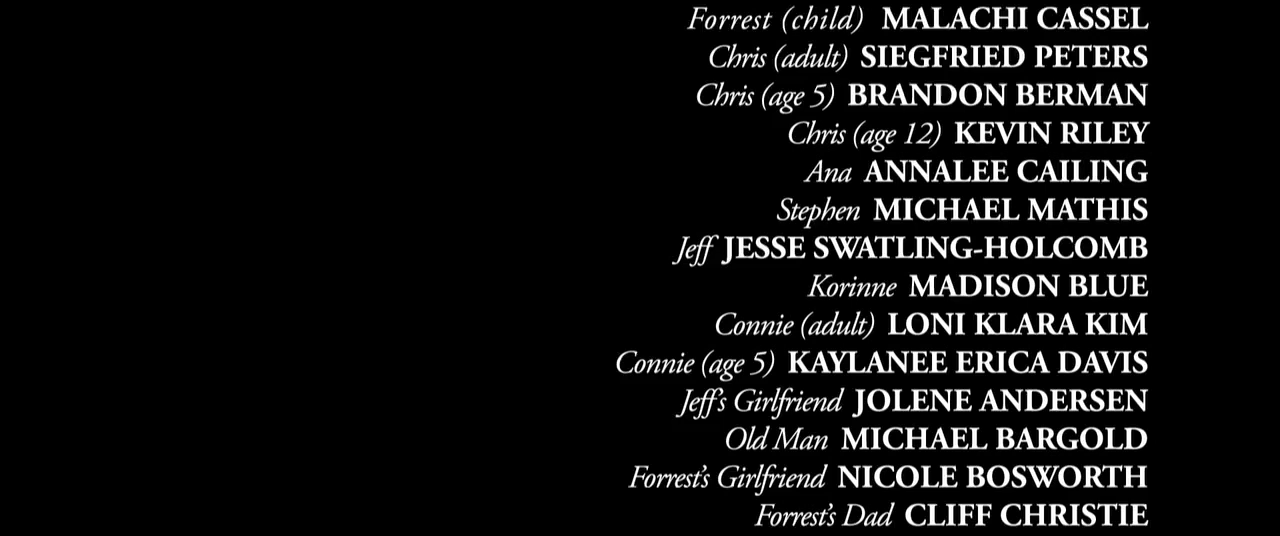 Forrest (child) MALACHI CASSEL
Chris (adult) SIEGFRIED PETERS
Chris (age 5) BRANDON BERMAN
Chris (age 12) KEVIN RILEY
Ana ANNALEE CAILING
Stephen MICHAEL MATHIS
Jeff JESSE SWATLING-HOLCOMB
Korinne MADISON BLUE
Connie (adult) LONI KLARA KIM
Connie (age 5) KAYLANEE ERICA DAVIS
Jeff's Girlfriend JOLENE ANDERSEN
Old Man MICHAEL BARGOLD
Forrest's Girlfriend NICOLE BOSWORTH
Forrest's Dad CLIFF CHRISTIE